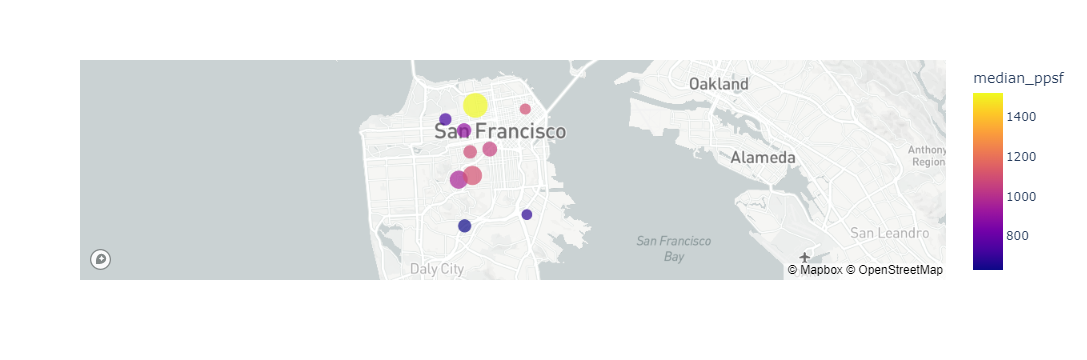 median_ppsf
1400
1200
1000
800
Oakland
San Francisco
Alameda
Anthony
Region
San Leandro
San Francisco
Bay
Daly City
© Mapbox © OpenStreetMap